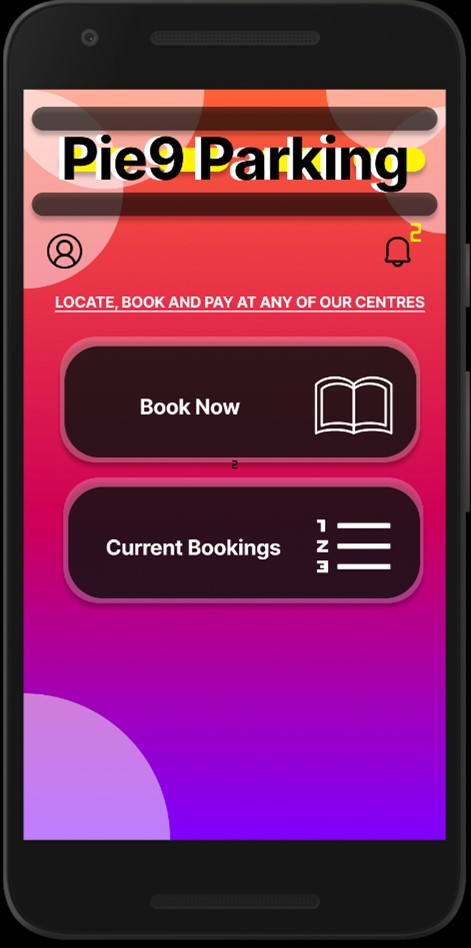 Pie9 Parking
2
LOCATE, BOOK AND PAY AT ANY OF OUR CENTRES
Book Now
2
Current Bookings
1
2
3